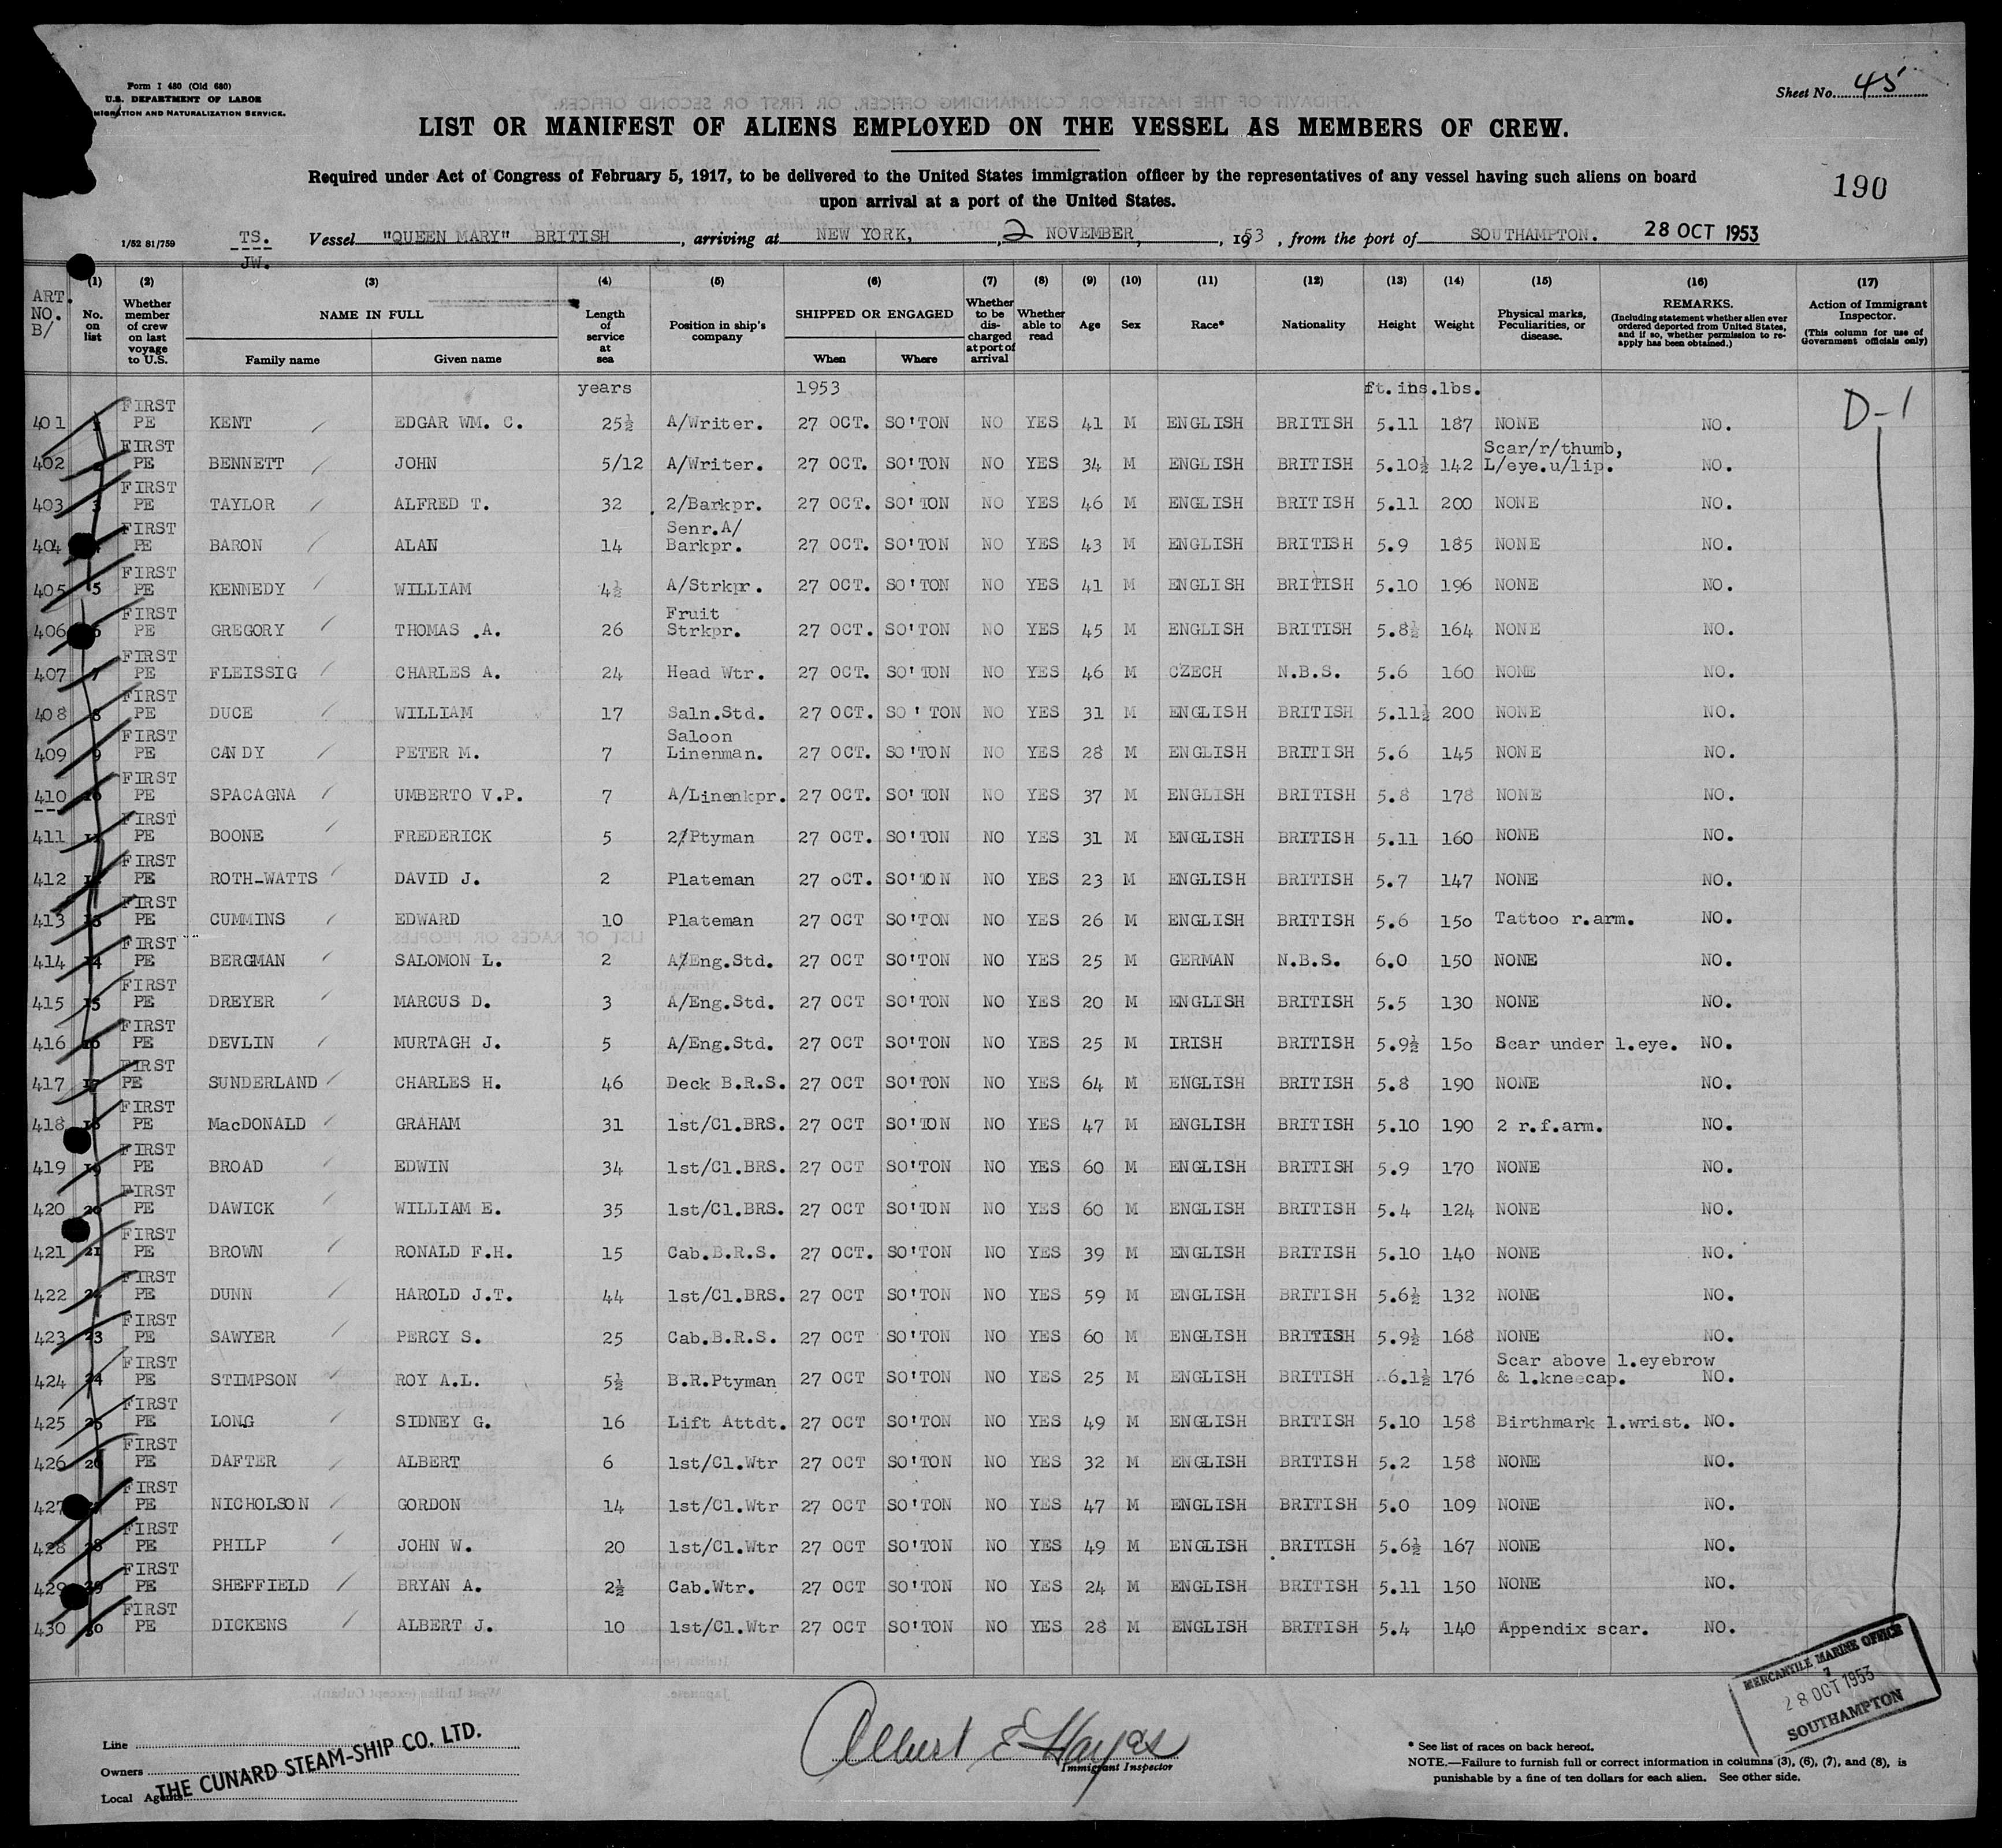 Form I 480 (Old 680)
U.S. DEPARTMENT OF LABOR
MIGRATION AND NATURALIZATION SERVICE.
Sheet No. 45
LIST OR MANIFEST OF ALIENS EMPLOYED ON THE VESSEL AS MEMBERS OF CREW.
Required under Act of Congress of February 5, 1917, to be delivered to the United States immigration officer by the representatives of any vessel having such aliens on board
upon arrival at a port of the United States.
190
1/52 81/759 TS. JW. Vessel "QUEEN MARY" BRITISH, arriving at NEW YORK, 2 NOVEMBER, 1953, from the port of SOUTHAMPTON. 28 OCT 1953
ART. NO. B/ (1) No. on list (2) Whether member of crew on last voyage to U.S. (3) NAME IN FULL Family name Given name (4) Length of service at sea (5) Position in ship's company (6) SHIPPED OR ENGAGED When Where (7) Whether to be discharged at port of arrival (8) Whether able to read (9) Age (10) Sex (11) Race* (12) Nationality (13) Height (14) Weight (15) Physical marks, Peculiarities, or disease. (16) REMARKS. (Including statement whether alien ever ordered deported from United States, and if so, whether permission to re-apply has been obtained.) (17) Action of Immigrant Inspector. (This column for use of Government officials only)
years 1953 ft.ins.lbs.
D-1
401 FIRST PE KENT EDGAR WM. C. 25½ A/Writer. 27 OCT. SO'TON NO YES 41 M ENGLISH BRITISH 5.11 187 NONE NO.
402 FIRST PE BENNETT JOHN 5/12 A/Writer. 27 OCT. SO'TON NO YES 34 M ENGLISH BRITISH 5.10½ 142 Scar/r/thumb, L/eye.u/lip. NO.
403 3 FIRST PE TAYLOR ALFRED T. 32 2/Barkpr. 27 OCT. SO'TON NO YES 46 M ENGLISH BRITISH 5.11 200 NONE NO.
404 FIRST PE BARON ALAN 14 Senr.A/ Barkpr. 27 OCT. SO'TON NO YES 43 M ENGLISH BRITISH 5.9 185 NONE NO.
405 5 FIRST PE KENNEDY WILLIAM 4½ A/Strkpr. 27 OCT. SO'TON NO YES 41 M ENGLISH BRITISH 5.10 196 NONE NO.
406 6 FIRST PE GREGORY THOMAS .A. 26 Fruit Strkpr. 27 OCT. SO'TON NO YES 45 M ENGLISH BRITISH 5.8½ 164 NONE NO.
407 7 FIRST PE FLEISSIG CHARLES A. 24 Head Wtr. 27 OCT. SO'TON NO YES 46 M CZECH N.B.S. 5.6 160 NONE NO.
408 8 FIRST PE DUCE WILLIAM 17 Saln.Std. 27 OCT. SO'TON NO YES 31 M ENGLISH BRITISH 5.11½ 200 NONE NO.
409 9 FIRST PE CANDY PETER M. 7 Saloon Linenman. 27 OCT. SO'TON NO YES 28 M ENGLISH BRITISH 5.6 145 NONE NO.
410 10 FIRST PE SPACAGNA UMBERTO V.P. 7 A/Linenkpr. 27 OCT. SO'TON NO YES 37 M ENGLISH BRITISH 5.8 178 NONE NO.
411 11 FIRST PE BOONE FREDERICK 5 2/Ptyman 27 OCT. SO'TON NO YES 31 M ENGLISH BRITISH 5.11 160 NONE NO.
412 12 FIRST PE ROTH-WATTS DAVID J. 2 Plateman 27 oCT. SO'TON NO YES 23 M ENGLISH BRITISH 5.7 147 NONE NO.
413 13 FIRST PE CUMMINS EDWARD 10 Plateman 27 OCT SO'TON NO YES 26 M ENGLISH BRITISH 5.6 150 Tattoo r.arm. NO.
414 14 FIRST PE BERGMAN SALOMON L. 2 A/Eng.Std. 27 OCT SO'TON NO YES 25 M GERMAN N.B.S. 6.0 150 NONE NO.
415 15 FIRST PE DREYER MARCUS D. 3 A/Eng.Std. 27 OCT SO'TON NO YES 20 M ENGLISH BRITISH 5.5 130 NONE NO.
416 16 FIRST PE DEVLIN MURTAGH J. 5 A/Eng.Std. 27 OCT SO'TON NO YES 25 M IRISH BRITISH 5.9½ 150 Scar under l.eye. NO.
417 17 FIRST PE SUNDERLAND CHARLES H. 46 Deck B.R.S. 27 OCT SO'TON NO YES 64 M ENGLISH BRITISH 5.8 190 NONE NO.
418 18 FIRST PE MacDONALD GRAHAM 31 1st/Cl.BRS. 27 OCT SO'TON NO YES 47 M ENGLISH BRITISH 5.10 190 2 r.f.arm. NO.
419 19 FIRST PE BROAD EDWIN 34 1st/Cl.BRS. 27 OCT SO'TON NO YES 60 M ENGLISH BRITISH 5.9 170 NONE NO.
420 20 FIRST PE DAWICK WILLIAM E. 35 1st/Cl.BRS. 27 OCT SO'TON NO YES 60 M ENGLISH BRITISH 5.4 124 NONE NO.
421 21 FIRST PE BROWN RONALD F.H. 15 Cab.B.R.S. 27 OCT. SO'TON NO YES 39 M ENGLISH BRITISH 5.10 140 NONE NO.
422 22 FIRST PE DUNN HAROLD J.T. 44 1st/Cl.BRS. 27 OCT SO'TON NO YES 59 M ENGLISH BRITISH 5.6½ 132 NONE NO.
423 23 FIRST PE SAWYER PERCY S. 25 Cab.B.R.S. 27 OCT SO'TON NO YES 60 M ENGLISH BRITISH 5.9½ 168 NONE NO.
424 24 FIRST PE STIMPSON ROY A.L. 5½ B.R.Ptyman 27 OCT SO'TON NO YES 25 M ENGLISH BRITISH 6.1½ 176 Scar above l.eyebrow & l.kneecap. NO.
425 25 FIRST PE LONG SIDNEY G. 16 Lift Attdt. 27 OCT SO'TON NO YES 49 M ENGLISH BRITISH 5.10 158 Birthmark l.wrist. NO.
426 26 FIRST PE DAFTER ALBERT 6 1st/Cl.Wtr 27 OCT SO'TON NO YES 32 M ENGLISH BRITISH 5.2 158 NONE NO.
427 FIRST PE NICHOLSON GORDON 14 1st/Cl.Wtr 27 OCT SO'TON NO YES 47 M ENGLISH BRITISH 5.0 109 NONE NO.
428 28 FIRST PE PHILP JOHN W. 20 1st/Cl.Wtr 27 OCT SO'TON NO YES 49 M ENGLISH BRITISH 5.6½ 167 NONE NO.
429 29 FIRST PE SHEFFIELD BRYAN A. 2½ Cab.Wtr. 27 OCT SO'TON NO YES 24 M ENGLISH BRITISH 5.11 150 NONE NO.
430 30 FIRST PE DICKENS ALBERT J. 10 1st/Cl.Wtr 27 OCT SO'TON NO YES 28 M ENGLISH BRITISH 5.4 140 Appendix scar. NO.
MERCANTILE MARINE OFFICE
7
28 OCT 1953
SOUTHAMPTON
Line
Owners
Local Agents
THE CUNARD STEAM-SHIP CO. LTD.
Albert E Hayes
Immigrant Inspector
* See list of races on back hereof.
NOTE.—Failure to furnish full or correct information in columns (3), (6), (7), and (8), is
punishable by a fine of ten dollars for each alien. See other side.